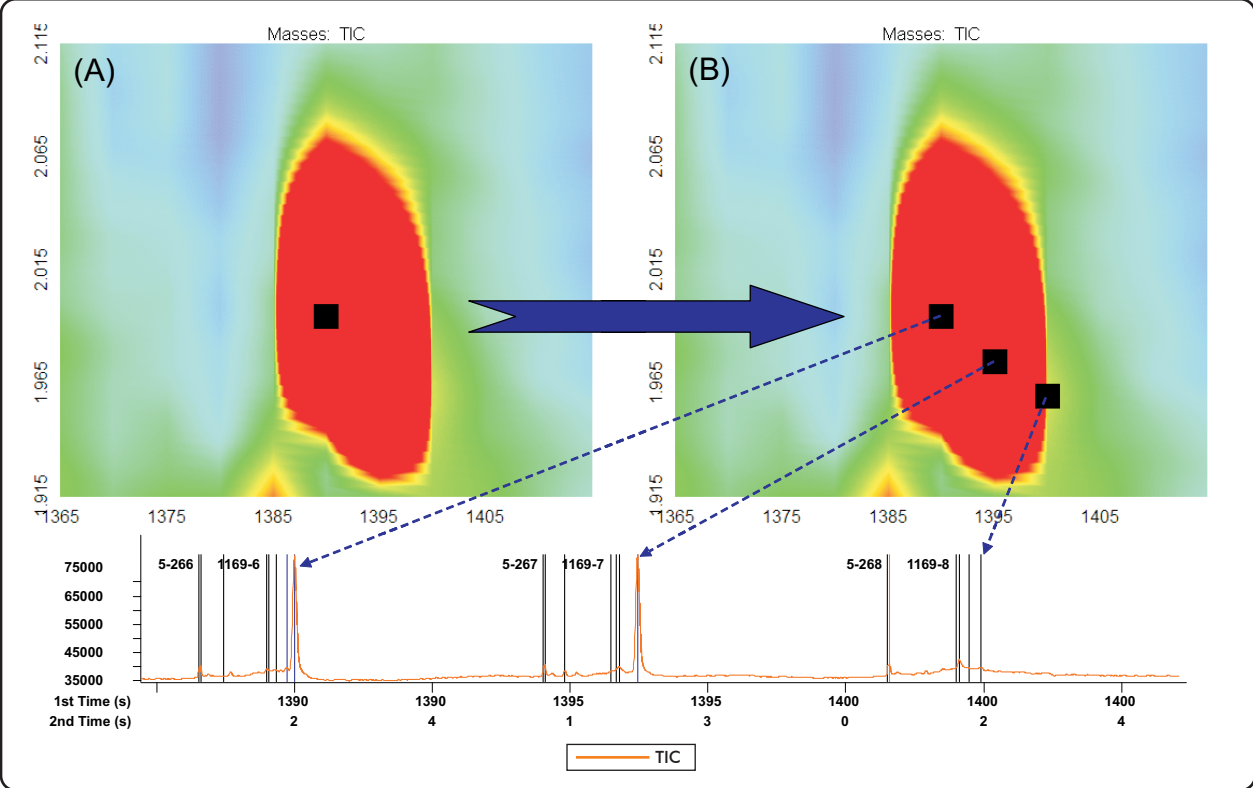 Masses: TIC
(A)
2.115
2.065
2.015
1.965
1.915
1365 1375 1385 1395 1405
Masses: TIC
(B)
2.115
2.065
2.015
1.965
1.915
1365 1375 1385 1395 1405
75000
65000
55000
45000
35000
5-266 1169-6 5-267 1169-7 5-268 1169-8
1st Time (s) 1390 1390 1395 1395 1400 1400 1400
2nd Time (s) 2 4 1 3 0 2 4
TIC